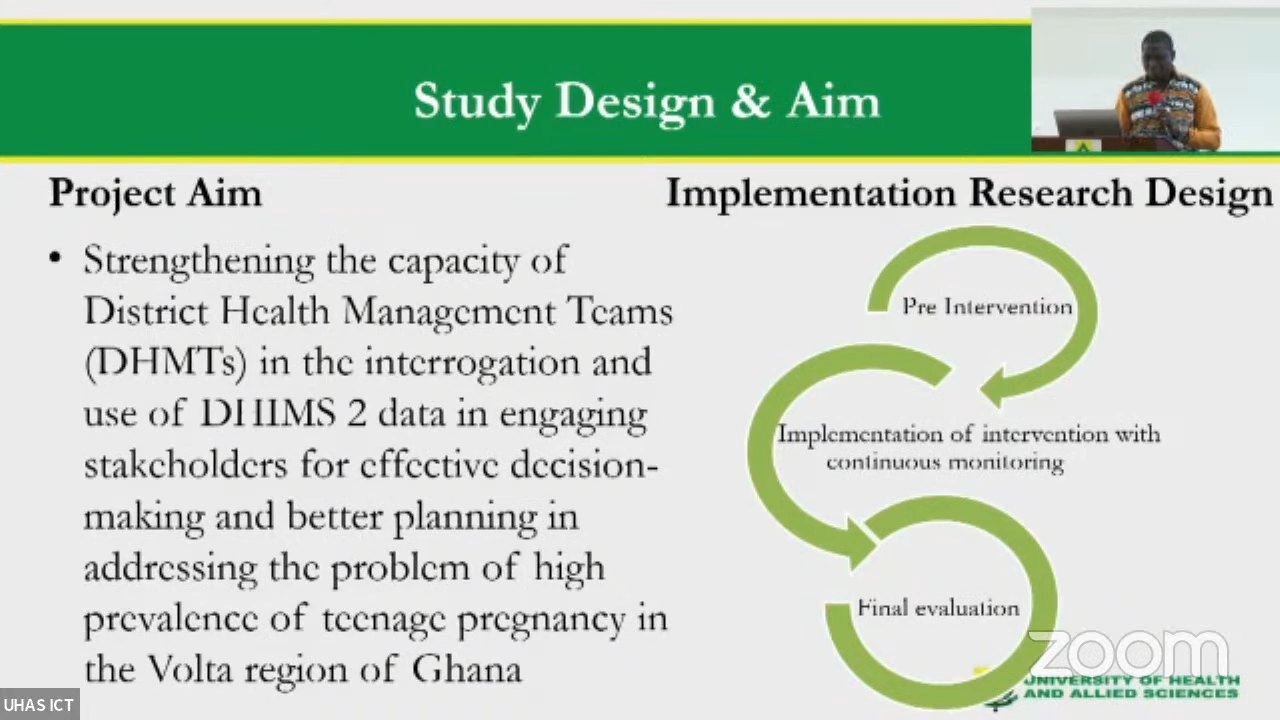 Study Design & Aim
Project Aim
• Strengthening the capacity of
District Health Management Teams
(DHMTs) in the interrogation and
use of DHIMS 2 data in engaging
stakeholders for effective decision-
making and better planning in
addressing the problem of high
prevalence of teenage pregnancy in
the Volta region of Ghana
Implementation Research Design
Pre Intervention
Implementation of intervention with
continuous monitoring
Final evaluation
zoom
UNIVERSITY OF HEALTH
AND ALLIED SCIENCES
UHAS ICT